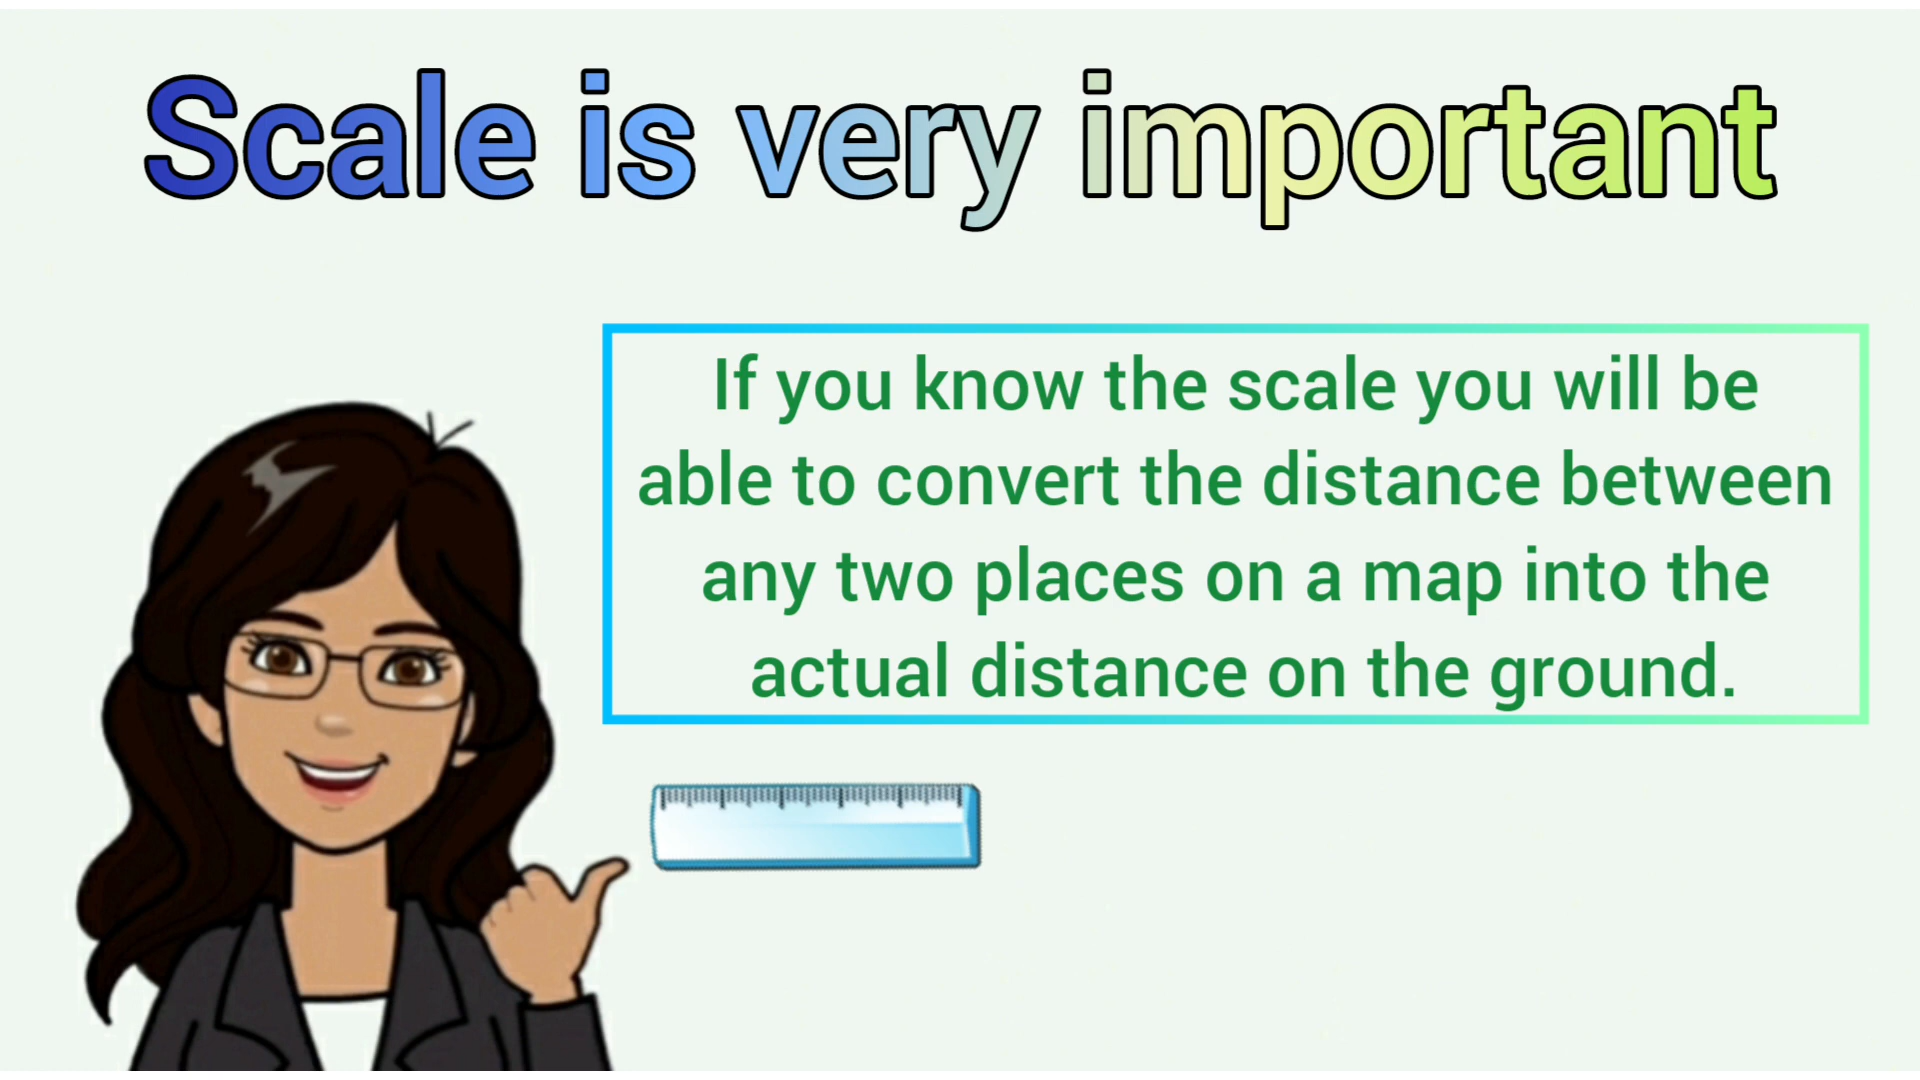 Scale is very important
If you know the scale you will be
able to convert the distance between
any two places on a map into the
actual distance on the ground.